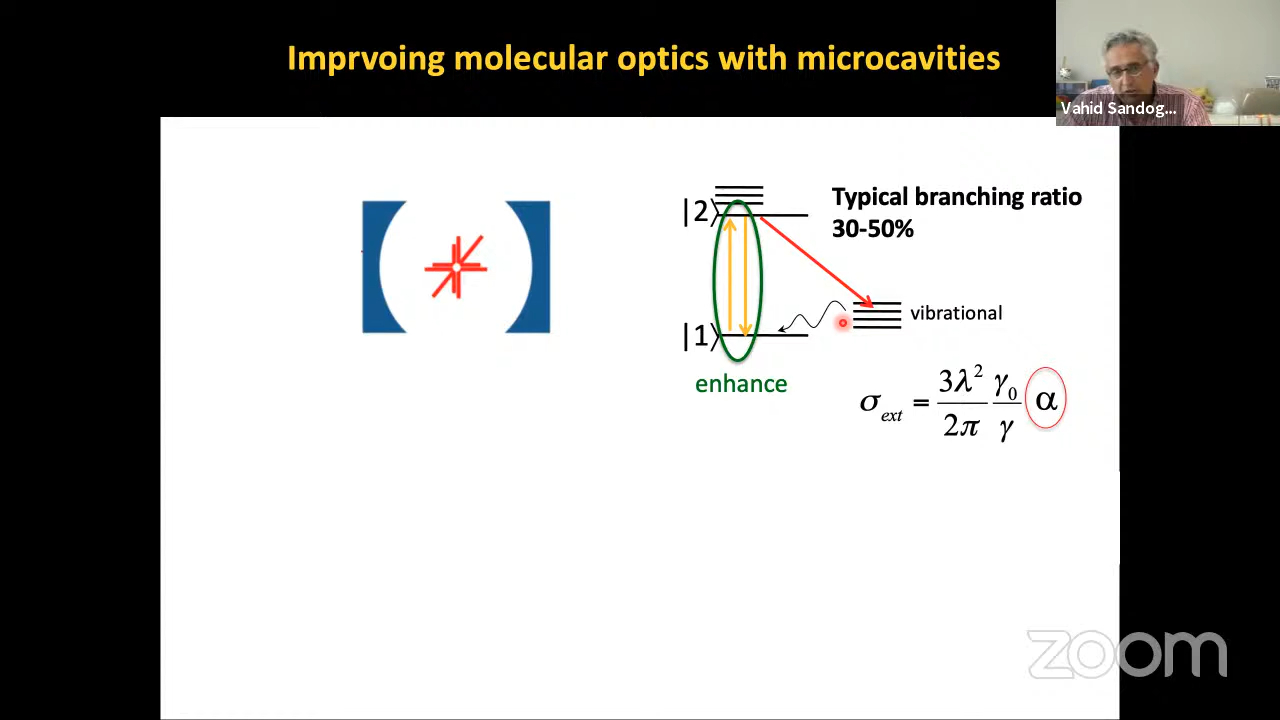 Imprvoing molecular optics with microcavities
Vahid Sandog...
|2⟩
Typical branching ratio
30-50%
vibrational
|1⟩
enhance
σ_ext = 3λ²/2π γ₀/γ α
zoom